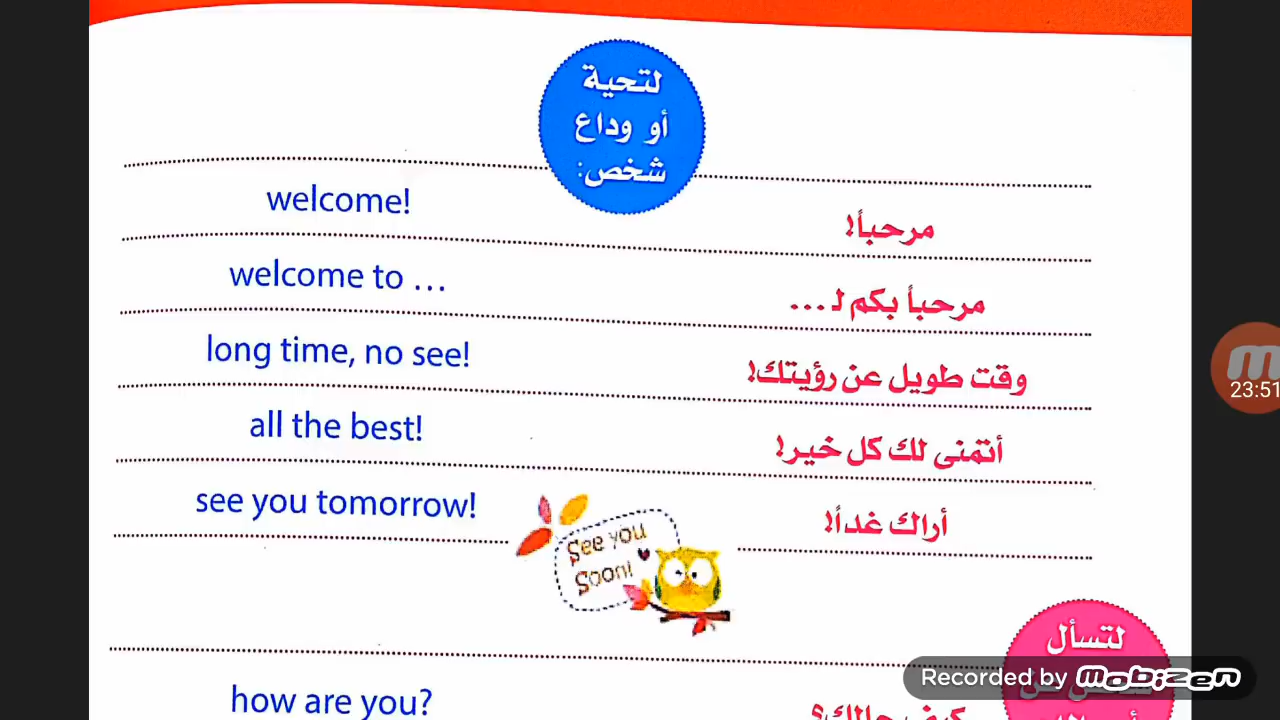 لتحية
أو وداع
شخص:
welcome!
مرحباً!
welcome to ...
مرحباً بكم لـ ...
long time, no see!
وقت طويل عن رؤيتك!
all the best!
أتمنى لك كل خير!
see you tomorrow!
أراك غداً!
See you
Soon!
لتسأل
how are you?
كيف حالك؟
23:51
Recorded by Mobizen